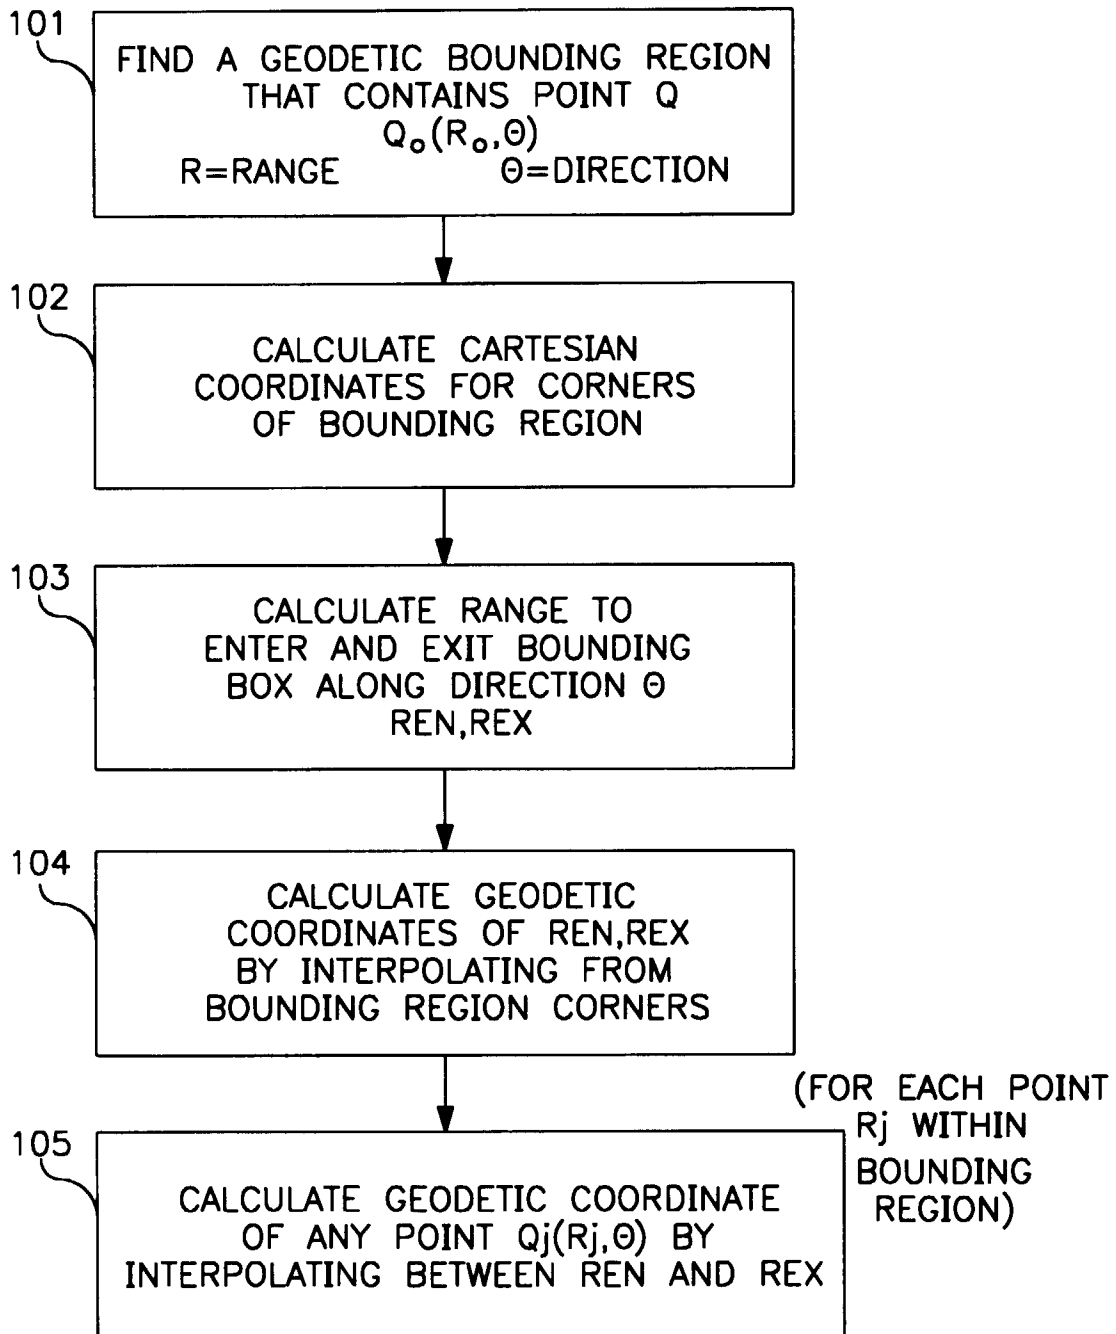 101
FIND A GEODETIC BOUNDING REGION
THAT CONTAINS POINT Q
Qo(Ro,Θ)
R=RANGE Θ=DIRECTION
102
CALCULATE CARTESIAN
COORDINATES FOR CORNERS
OF BOUNDING REGION
103
CALCULATE RANGE TO
ENTER AND EXIT BOUNDING
BOX ALONG DIRECTION Θ
REN,REX
104
CALCULATE GEODETIC
COORDINATES OF REN,REX
BY INTERPOLATING FROM
BOUNDING REGION CORNERS
(FOR EACH POINT
Rj WITHIN
BOUNDING
REGION)
105
CALCULATE GEODETIC COORDINATE
OF ANY POINT Qj(Rj,Θ) BY
INTERPOLATING BETWEEN REN AND REX